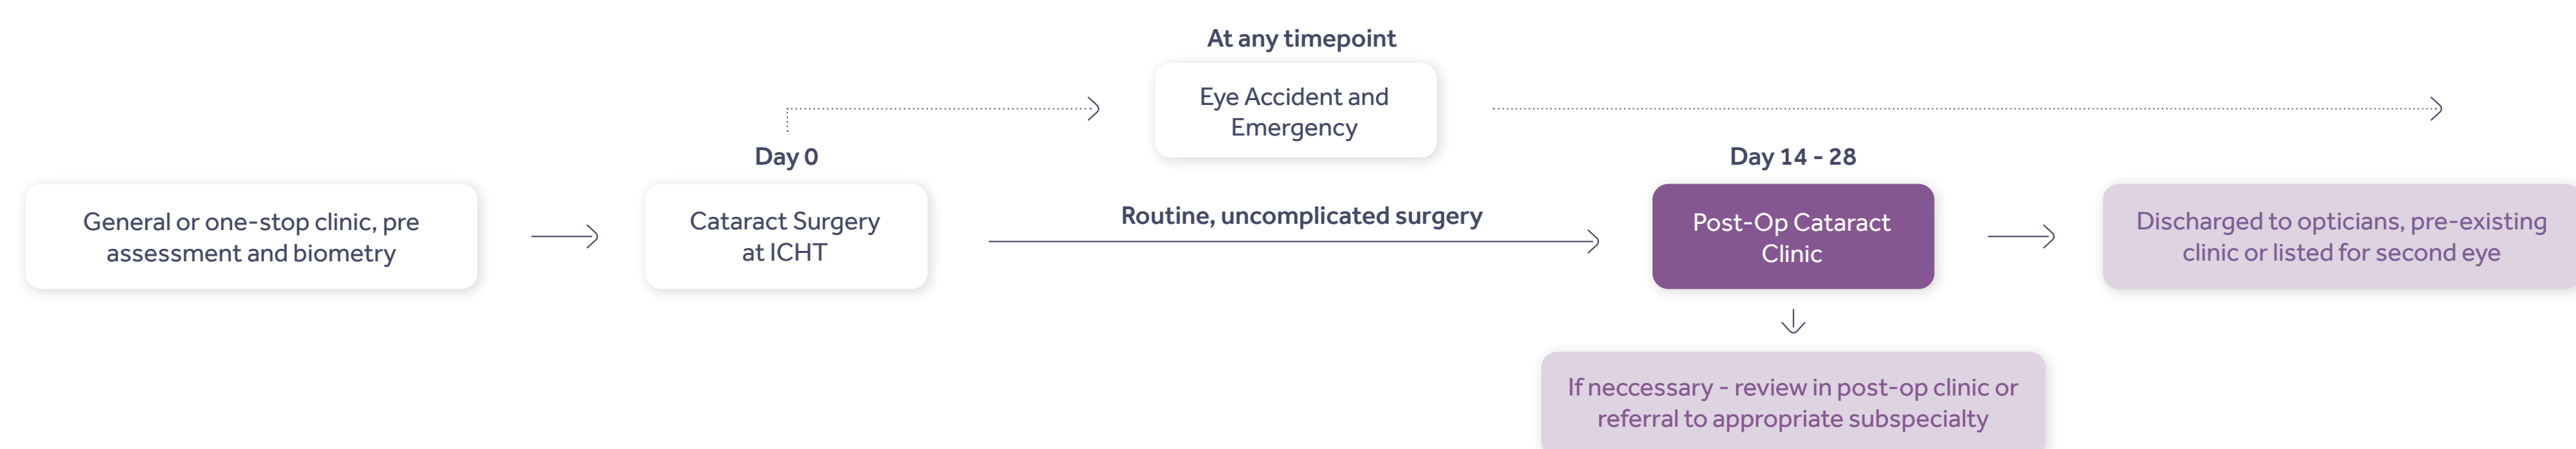 At any timepoint
Eye Accident and
Emergency
Day 0
Day 14 - 28
General or one-stop clinic, pre
assessment and biometry
Cataract Surgery
at ICHT
Routine, uncomplicated surgery
Post-Op Cataract
Clinic
Discharged to opticians, pre-existing
clinic or listed for second eye
If neccessary - review in post-op clinic or
referral to appropriate subspecialty